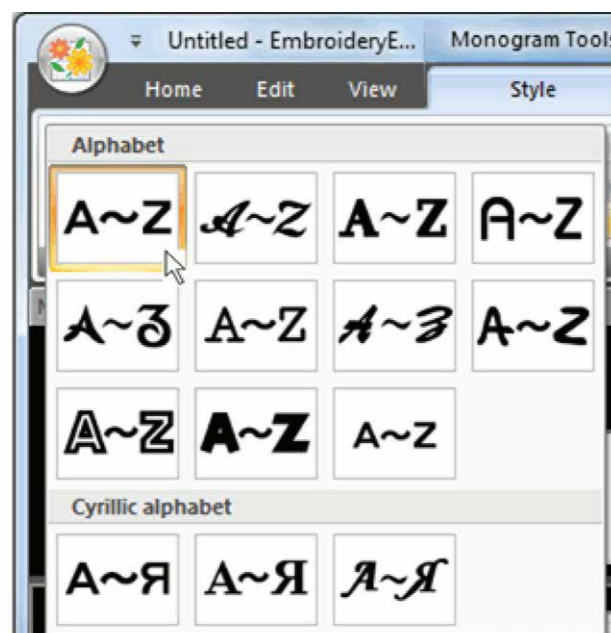 Untitled - EmbroideryE... Monogram Tools
Home Edit View Style
Alphabet
A~Z A~Z A~Z A~Z
A~Z A~Z A~Z A~Z
A~Z A~Z A~Z
Cyrillic alphabet
А~Я А~Я А~Я